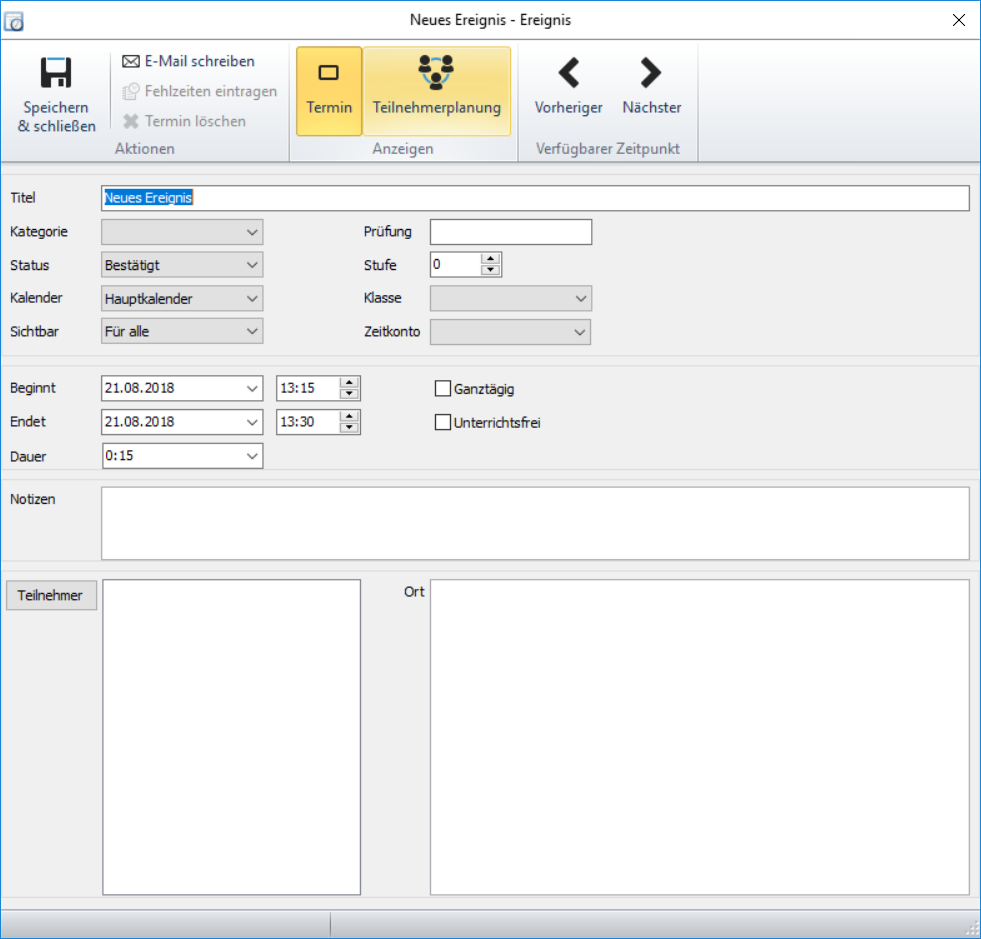 Neues Ereignis - Ereignis
Speichern
& schließen
E-Mail schreiben
Fehlzeiten eintragen
Termin löschen
Aktionen
Termin
Teilnehmerplanung
Anzeigen
Vorheriger
Nächster
Verfügbarer Zeitpunkt
Titel Neues Ereignis
Kategorie Prüfung
Status Bestätigt Stufe 0
Kalender Hauptkalender Klasse
Sichtbar Für alle Zeitkonto
Beginnt 21.08.2018 13:15 Ganztägig
Endet 21.08.2018 13:30 Unterrichtsfrei
Dauer 0:15
Notizen
Teilnehmer Ort